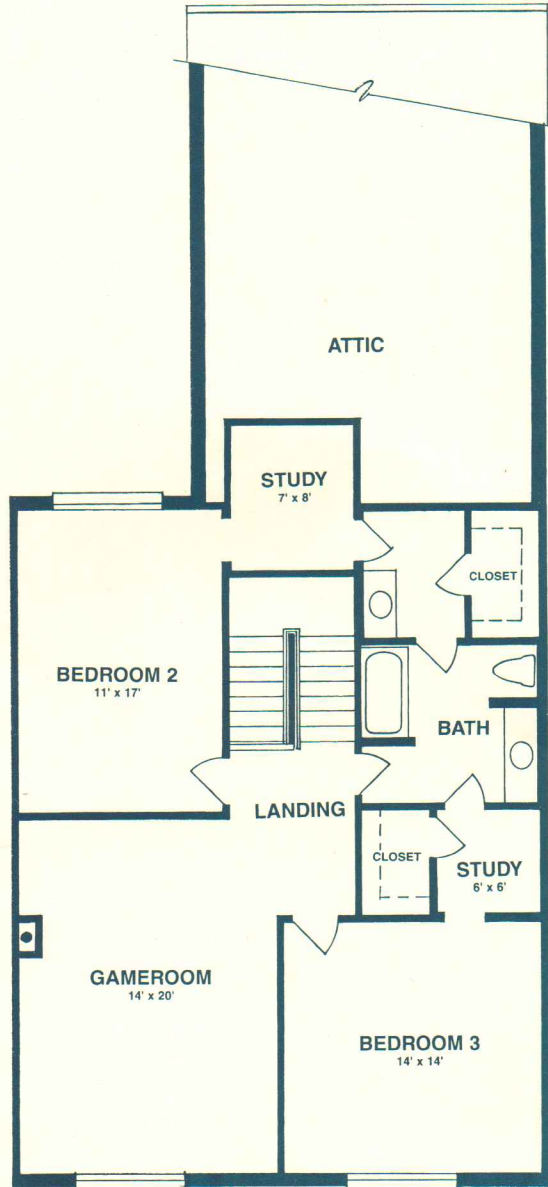 ATTIC
STUDY
7' x 8'
CLOSET
BEDROOM 2
11' x 17'
BATH
LANDING
CLOSET
STUDY
6' x 6'
GAMEROOM
14' x 20'
BEDROOM 3
14' x 14'